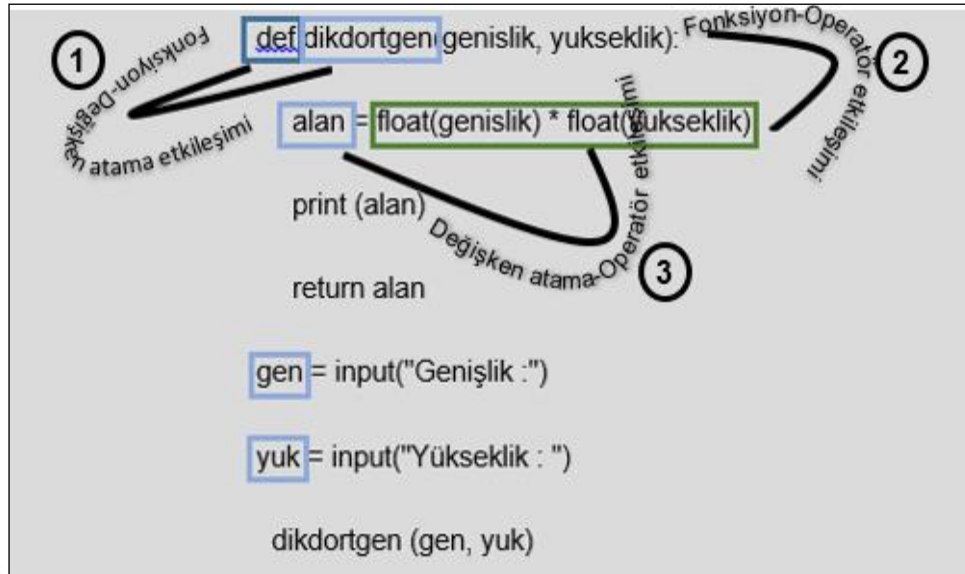 def dikdortgen(genislik, yukseklik):
1
Fonksiyon-Değişken atama etkileşimi
Fonksiyon-Operatör etkileşimi
2
alan = float(genislik) * float(yukseklik)
print (alan)
Değişken atama-Operatör etkileşimi
3
return alan
gen = input("Genişlik :")
yuk = input("Yükseklik : ")
dikdortgen (gen, yuk)